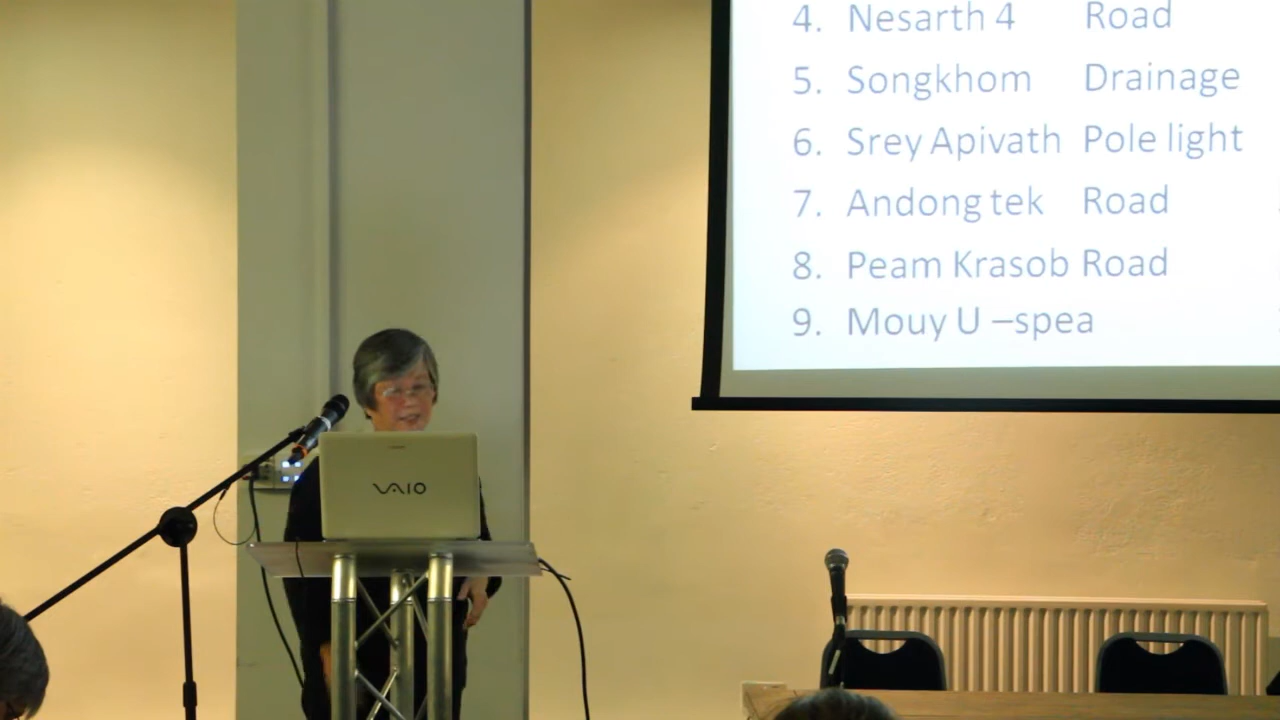 4. Nesarth 4 Road
5. Songkhom Drainage
6. Srey Apivath Pole light
7. Andong tek Road
8. Peam Krasob Road
9. Mouy U –spea
VAIO